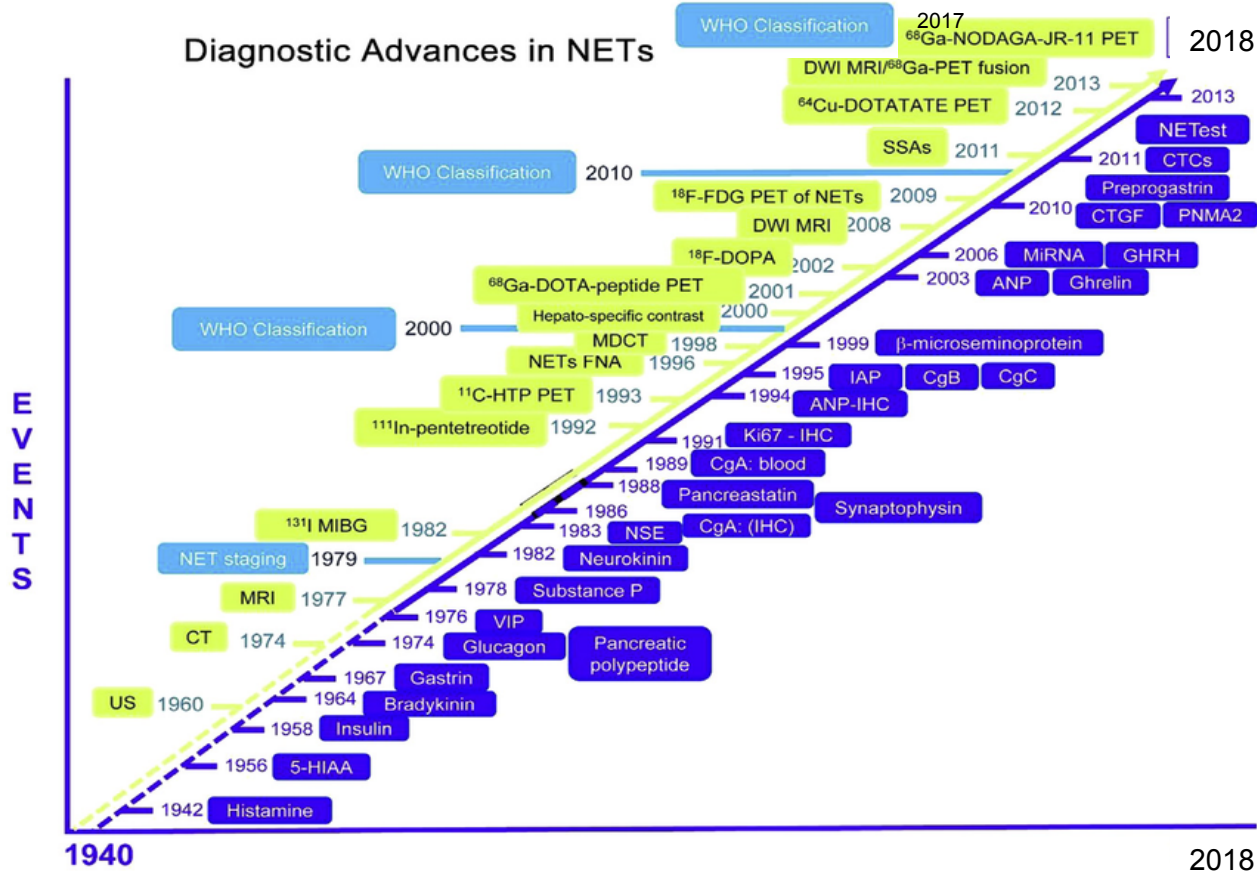 Diagnostic Advances in NETs
WHO Classification
2017
⁶⁸Ga-NODAGA-JR-11 PET
2018
DWI MRI/⁶⁸Ga-PET fusion
2013
2013
⁶⁴Cu-DOTATATE PET
2012
NETest
SSAs
2011
2011
CTCs
WHO Classification
2010
Preprogastrin
¹⁸F-FDG PET of NETs
2009
2010
CTGF
PNMA2
DWI MRI
2008
¹⁸F-DOPA
2002
2006
MiRNA
GHRH
⁶⁸Ga-DOTA-peptide PET
2001
2003
ANP
Ghrelin
Hepato-specific contrast
2000
WHO Classification
2000
MDCT
1998
1999
β-microseminoprotein
NETs FNA
1996
1995
IAP
CgB
CgC
¹¹C-HTP PET
1993
1994
ANP-IHC
¹¹¹In-pentetreotide
1992
1991
Ki67 - IHC
1989
CgA: blood
1988
Pancreastatin
Synaptophysin
1986
CgA: (IHC)
¹³¹I MIBG
1982
1983
NSE
NET staging
1979
1982
Neurokinin
MRI
1977
1978
Substance P
1976
VIP
CT
1974
1974
Glucagon
Pancreatic
polypeptide
1967
Gastrin
US
1960
1964
Bradykinin
1958
Insulin
1956
5-HIAA
1942
Histamine
EVENTS
1940
2018